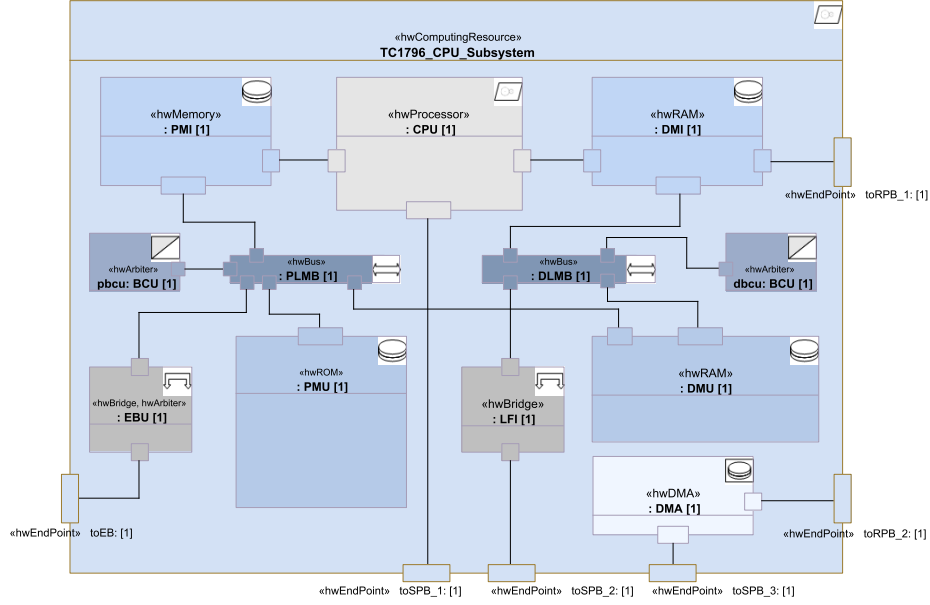 «hwComputingResource»
TC1796_CPU_Subsystem
«hwMemory»
: PMI [1]
«hwProcessor»
: CPU [1]
«hwRAM»
: DMI [1]
«hwEndPoint» toRPB_1: [1]
«hwArbiter»
pbcu: BCU [1]
«hwBus»
: PLMB [1]
«hwBus»
: DLMB [1]
«hwArbiter»
dbcu: BCU [1]
«hwBridge, hwArbiter»
: EBU [1]
«hwROM»
: PMU [1]
«hwBridge»
: LFI [1]
«hwRAM»
: DMU [1]
«hwDMA»
: DMA [1]
«hwEndPoint» toEB: [1]
«hwEndPoint» toRPB_2: [1]
«hwEndPoint» toSPB_1: [1]
«hwEndPoint» toSPB_2: [1]
«hwEndPoint» toSPB_3: [1]